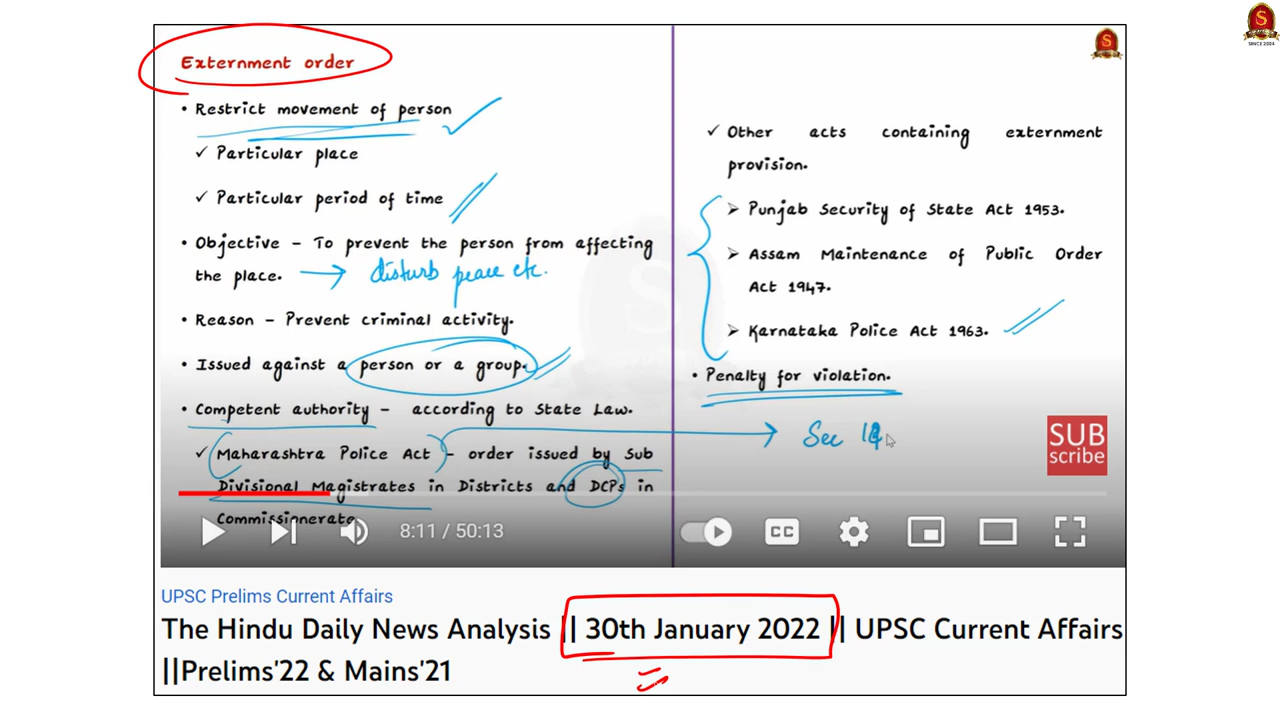 Externment order
• Restrict movement of person
✓ Particular place
✓ Particular period of time
• Objective – To prevent the person from affecting
the place. → disturb peace etc.
• Reason – Prevent criminal activity.
• Issued against a person or a group.
• Competent authority – according to State Law.
✓ Maharashtra Police Act – order issued by Sub
Divisional Magistrates in Districts and DCPs in
Commissionerate
✓ Other acts containing externment
provision.
➢ Punjab Security of State Act 1953.
➢ Assam Maintenance of Public Order
Act 1947.
➢ Karnataka Police Act 1963.
• Penalty for violation.
Sec
SUB
scribe
8:11 / 50:13
CC
UPSC Prelims Current Affairs
The Hindu Daily News Analysis || 30th January 2022 || UPSC Current Affairs
||Prelims'22 & Mains'21
S
SINCE 2004